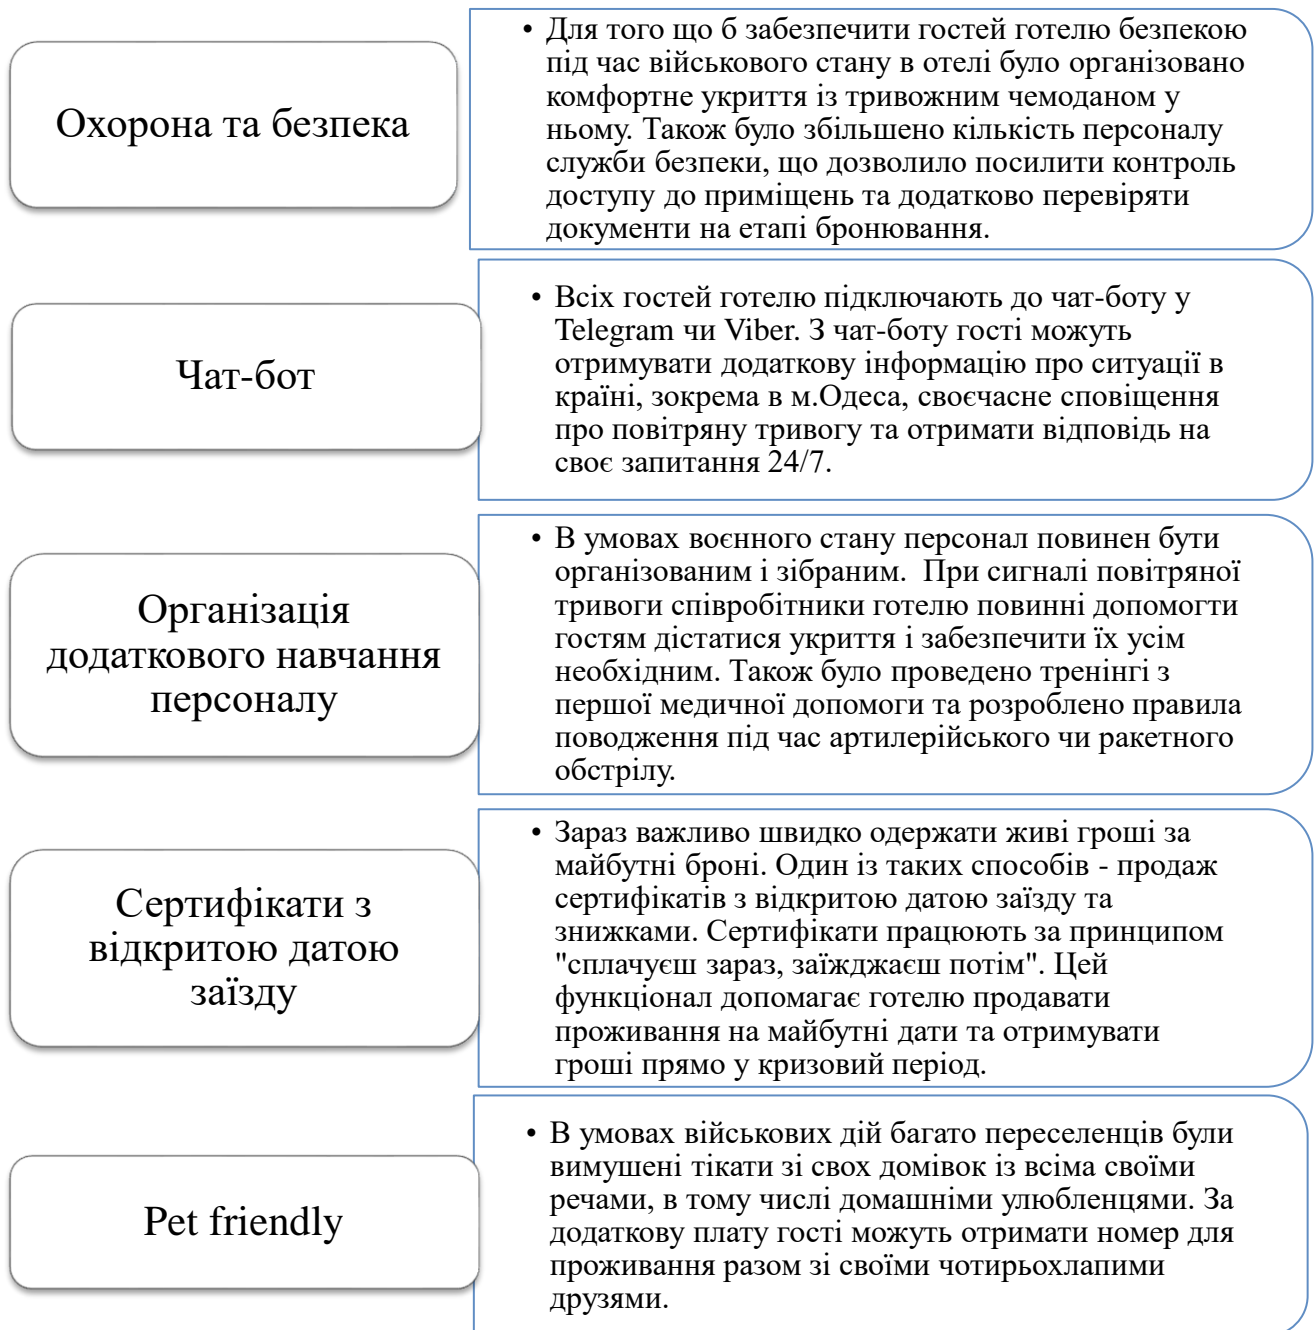 Охорона та безпека
• Для того що б забезпечити гостей готелю безпекою
під час військового стану в отелі було організовано
комфортне укриття із тривожним чемоданом у
ньому. Також було збільшено кількість персоналу
служби безпеки, що дозволило посилити контроль
доступу до приміщень та додатково перевіряти
документи на етапі бронювання.
Чат-бот
• Всіх гостей готелю підключають до чат-боту у
Telegram чи Viber. З чат-боту гості можуть
отримувати додаткову інформацію про ситуації в
країні, зокрема в м.Одеса, своєчасне сповіщення
про повітряну тривогу та отримати відповідь на
своє запитання 24/7.
Організація
додаткового навчання
персоналу
• В умовах воєнного стану персонал повинен бути
організованим і зібраним. При сигналі повітряної
тривоги співробітники готелю повинні допомогти
гостям дістатися укриття і забезпечити їх усім
необхідним. Також було проведено тренінгі з
першої медичної допомоги та розроблено правила
поводження під час артилерійського чи ракетного
обстрілу.
Сертифікати з
відкритою датою
заїзду
• Зараз важливо швидко одержати живі гроші за
майбутні броні. Один із таких способів - продаж
сертифікатів з відкритою датою заїзду та
знижками. Сертифікати працюють за принципом
"сплачуєш зараз, заїжджаєш потім". Цей
функціонал допомагає готелю продавати
проживання на майбутні дати та отримувати
гроші прямо у кризовий період.
Pet friendly
• В умовах військових дій багато переселенців були
вимушені тікати зі свох домівок із всіма своїми
речами, в тому числі домашніми улюбленцями. За
додаткову плату гості можуть отримати номер для
проживання разом зі своїми чотирьохлапими
друзями.